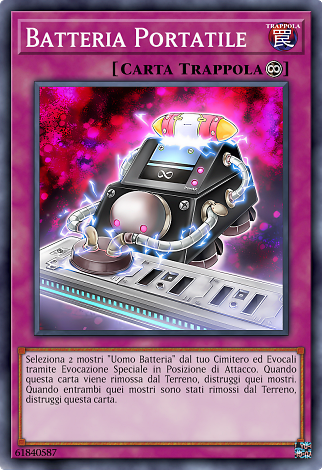 BATTERIA PORTATILE
TRAPPOLA
罠
[CARTA TRAPPOLA]
Seleziona 2 mostri "Uomo Batteria" dal tuo Cimitero ed Evocali
tramite Evocazione Speciale in Posizione di Attacco. Quando
questa carta viene rimossa dal Terreno, distruggi quei mostri.
Quando entrambi quei mostri sono stati rimossi dal Terreno,
distruggi questa carta.
61840587